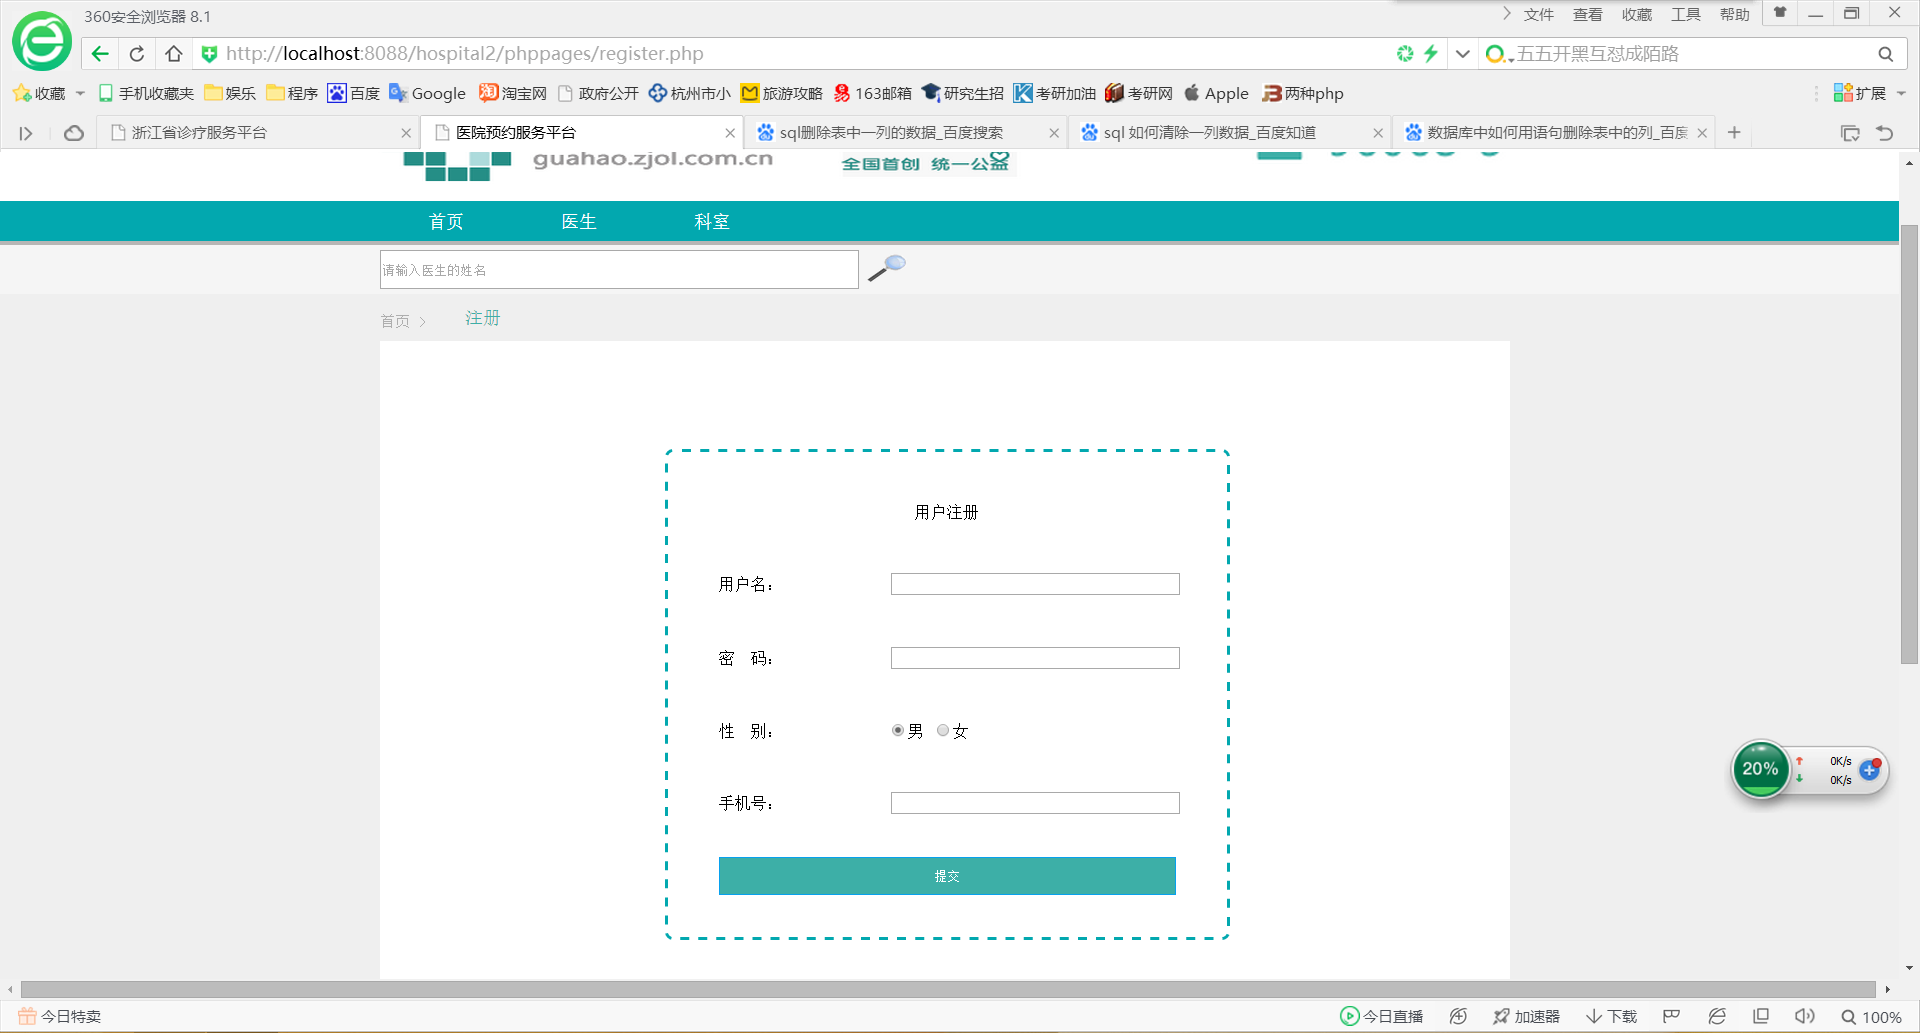 360安全浏览器 8.1
文件 查看 收藏 工具 帮助
http://localhost:8088/hospital2/phppages/register.php
五五开黑互怼成陌路
收藏 手机收藏夹 娱乐 程序 百度 Google 淘宝网 政府公开 杭州市小 旅游攻略 163邮箱 研究生招 考研加油 考研网 Apple 两种php 扩展
浙江省诊疗服务平台 医院预约服务平台 sql删除表中一列的数据_百度搜索 sql 如何清除一列数据_百度知道 数据库中如何用语句删除表中的列_百度
guahao.zjol.com.cn
全国首创 统一公益
首页 医生 科室
请输入医生的姓名
首页 > 注册
用户注册
用户名:
密 码:
性 别: 男 女
手机号:
提交
20% 0K/s
0K/s
今日特卖 今日直播 加速器 下载 100%